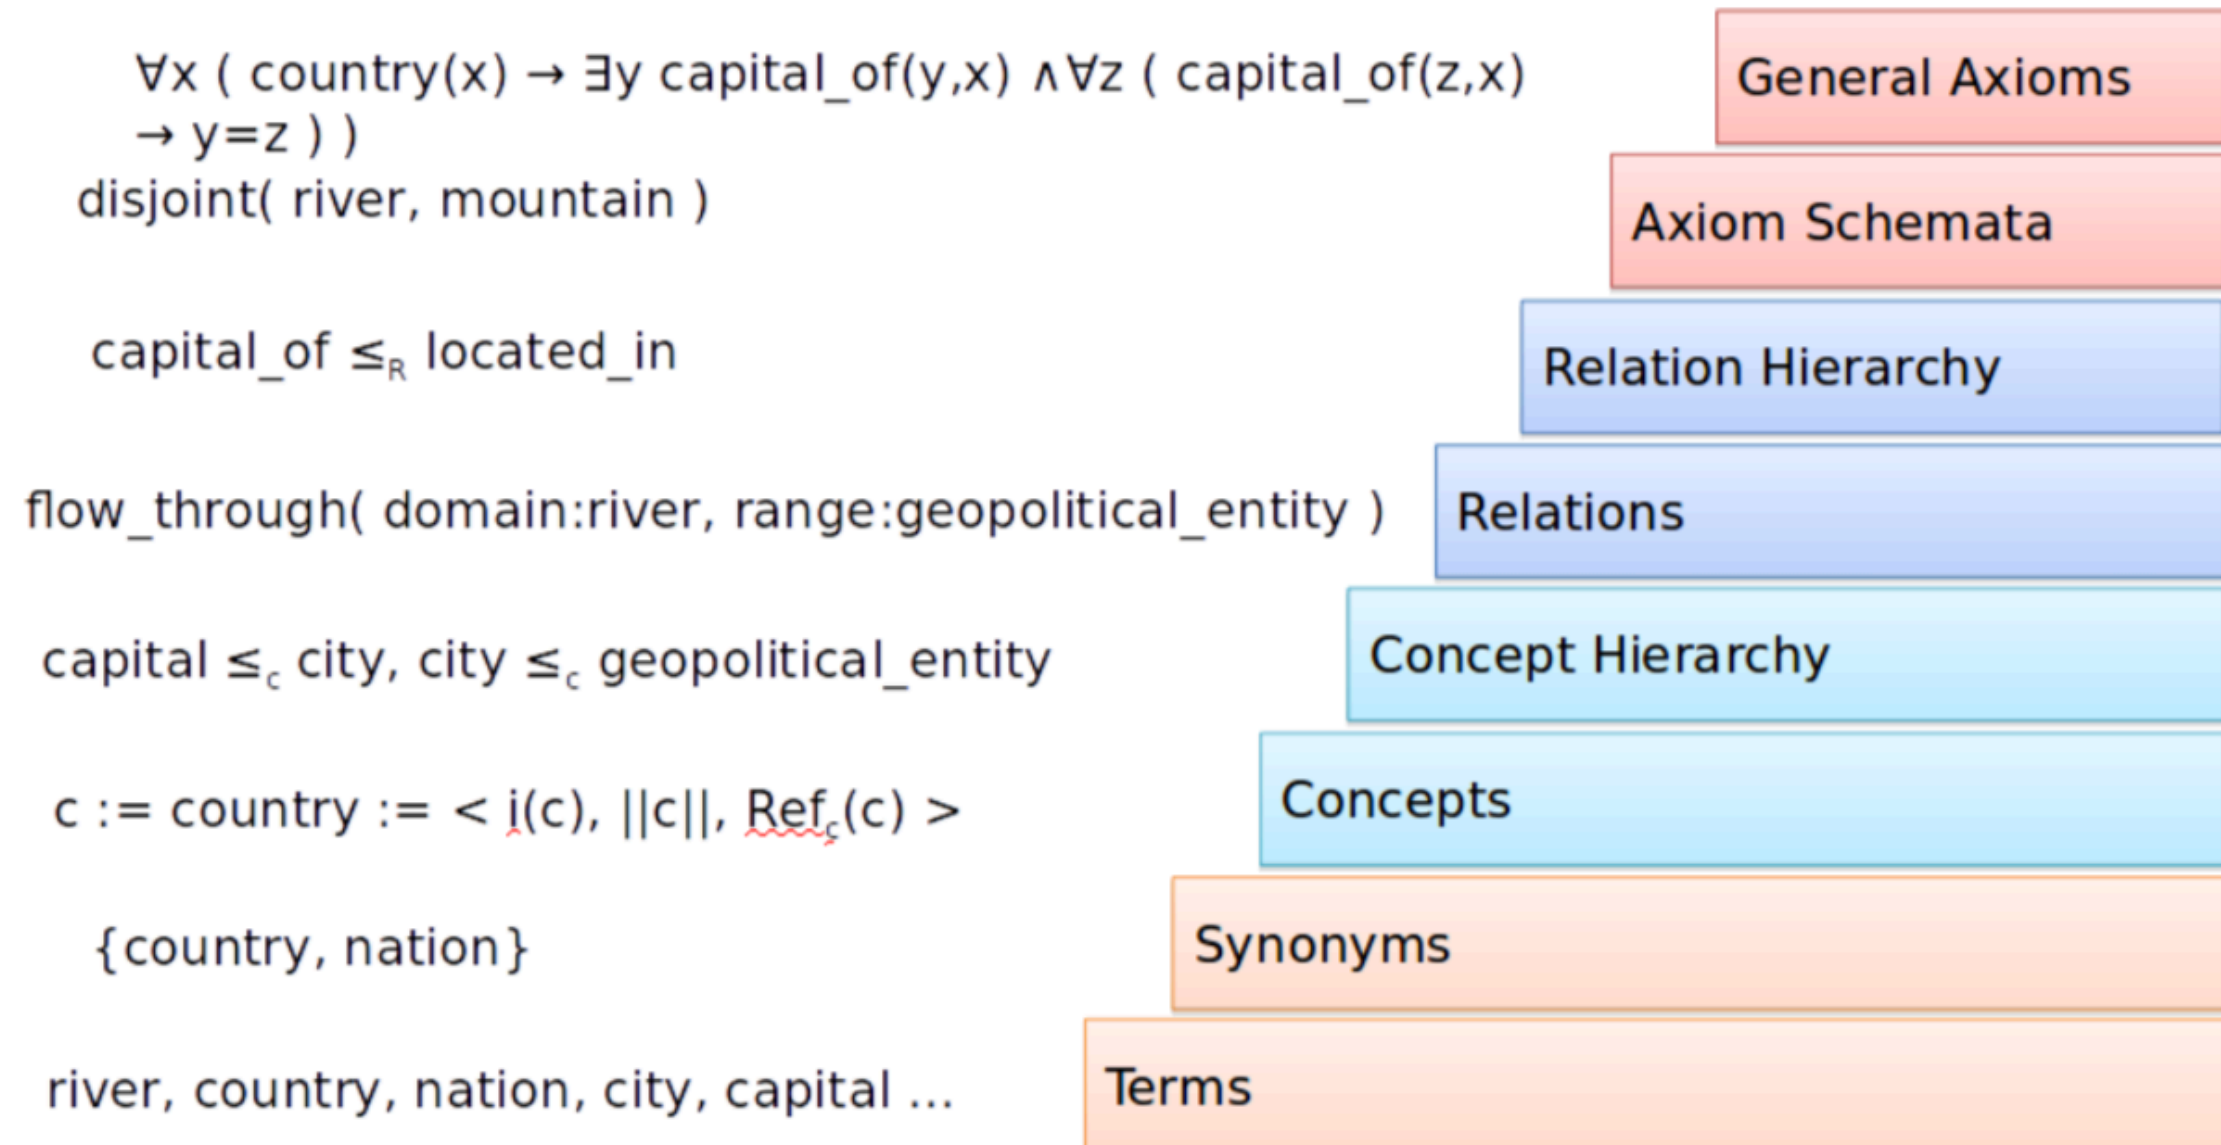 ∀x ( country(x) → ∃y capital_of(y,x) ∧∀z ( capital_of(z,x)
→ y=z ) )
General Axioms
disjoint( river, mountain )
Axiom Schemata
capital_of ≤R located_in
Relation Hierarchy
flow_through( domain:river, range:geopolitical_entity )
Relations
capital ≤c city, city ≤c geopolitical_entity
Concept Hierarchy
c := country := < i(c), ||c||, Refc(c) >
Concepts
{country, nation}
Synonyms
river, country, nation, city, capital ...
Terms